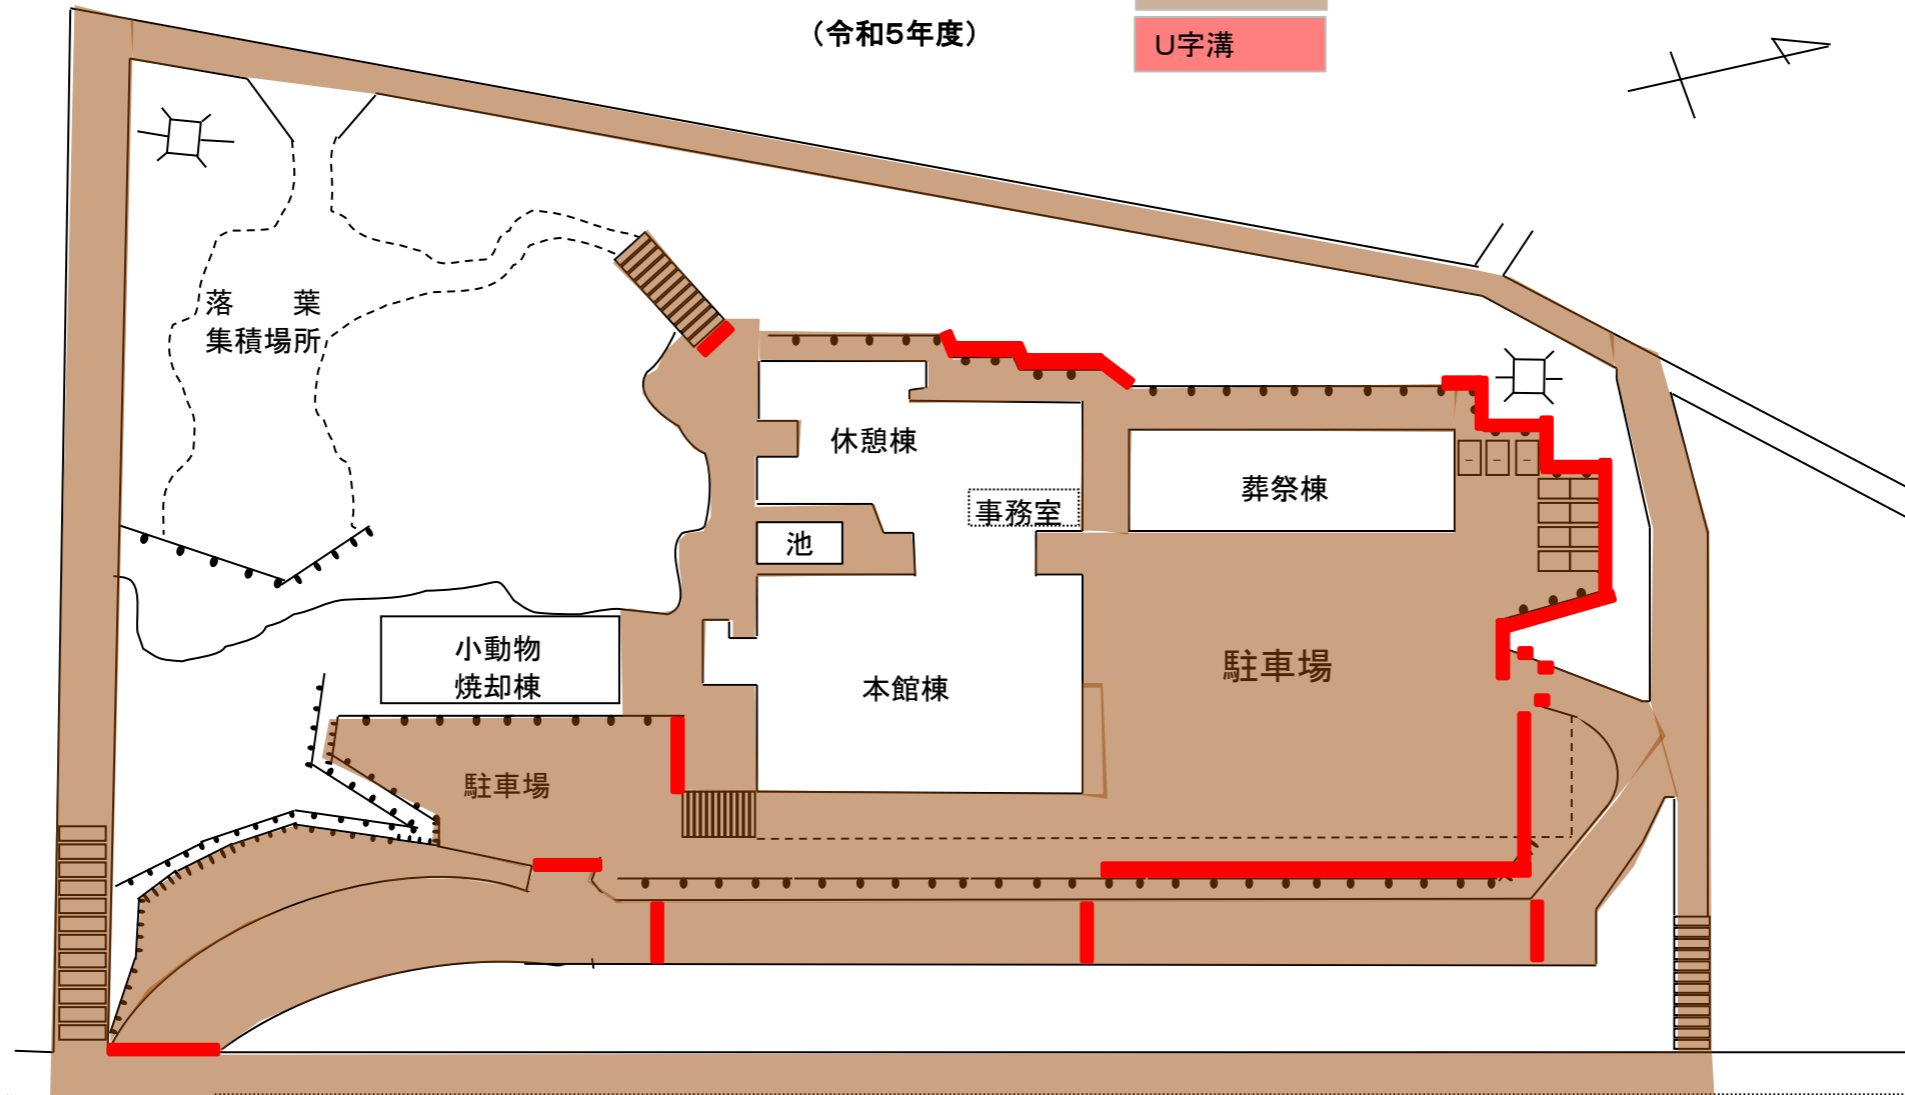 （令和5年度）
U字溝
落　　葉
集積場所
休憩棟
葬祭棟
事務室
池
小動物
焼却棟
本館棟
駐車場
駐車場